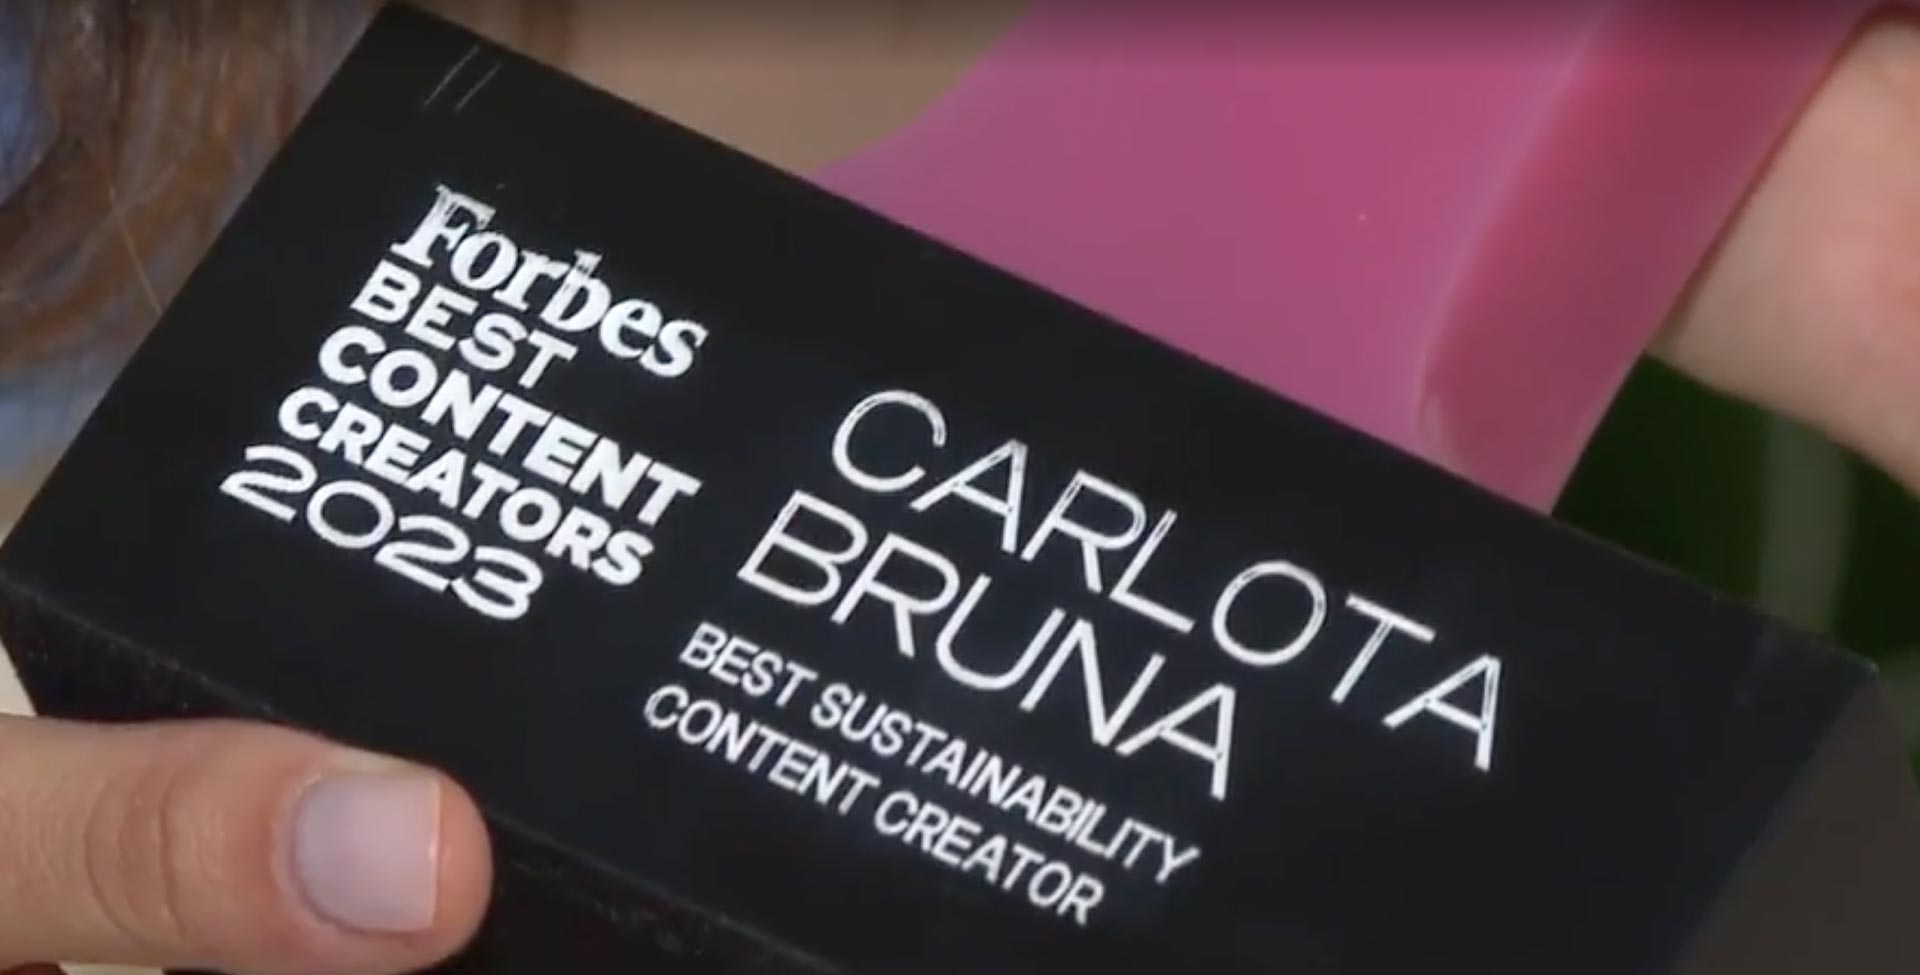 Forbes
BEST
CONTENT
CREATORS
2023
CARLOTA
BRUNA
BEST SUSTAINABILITY
CONTENT CREATOR